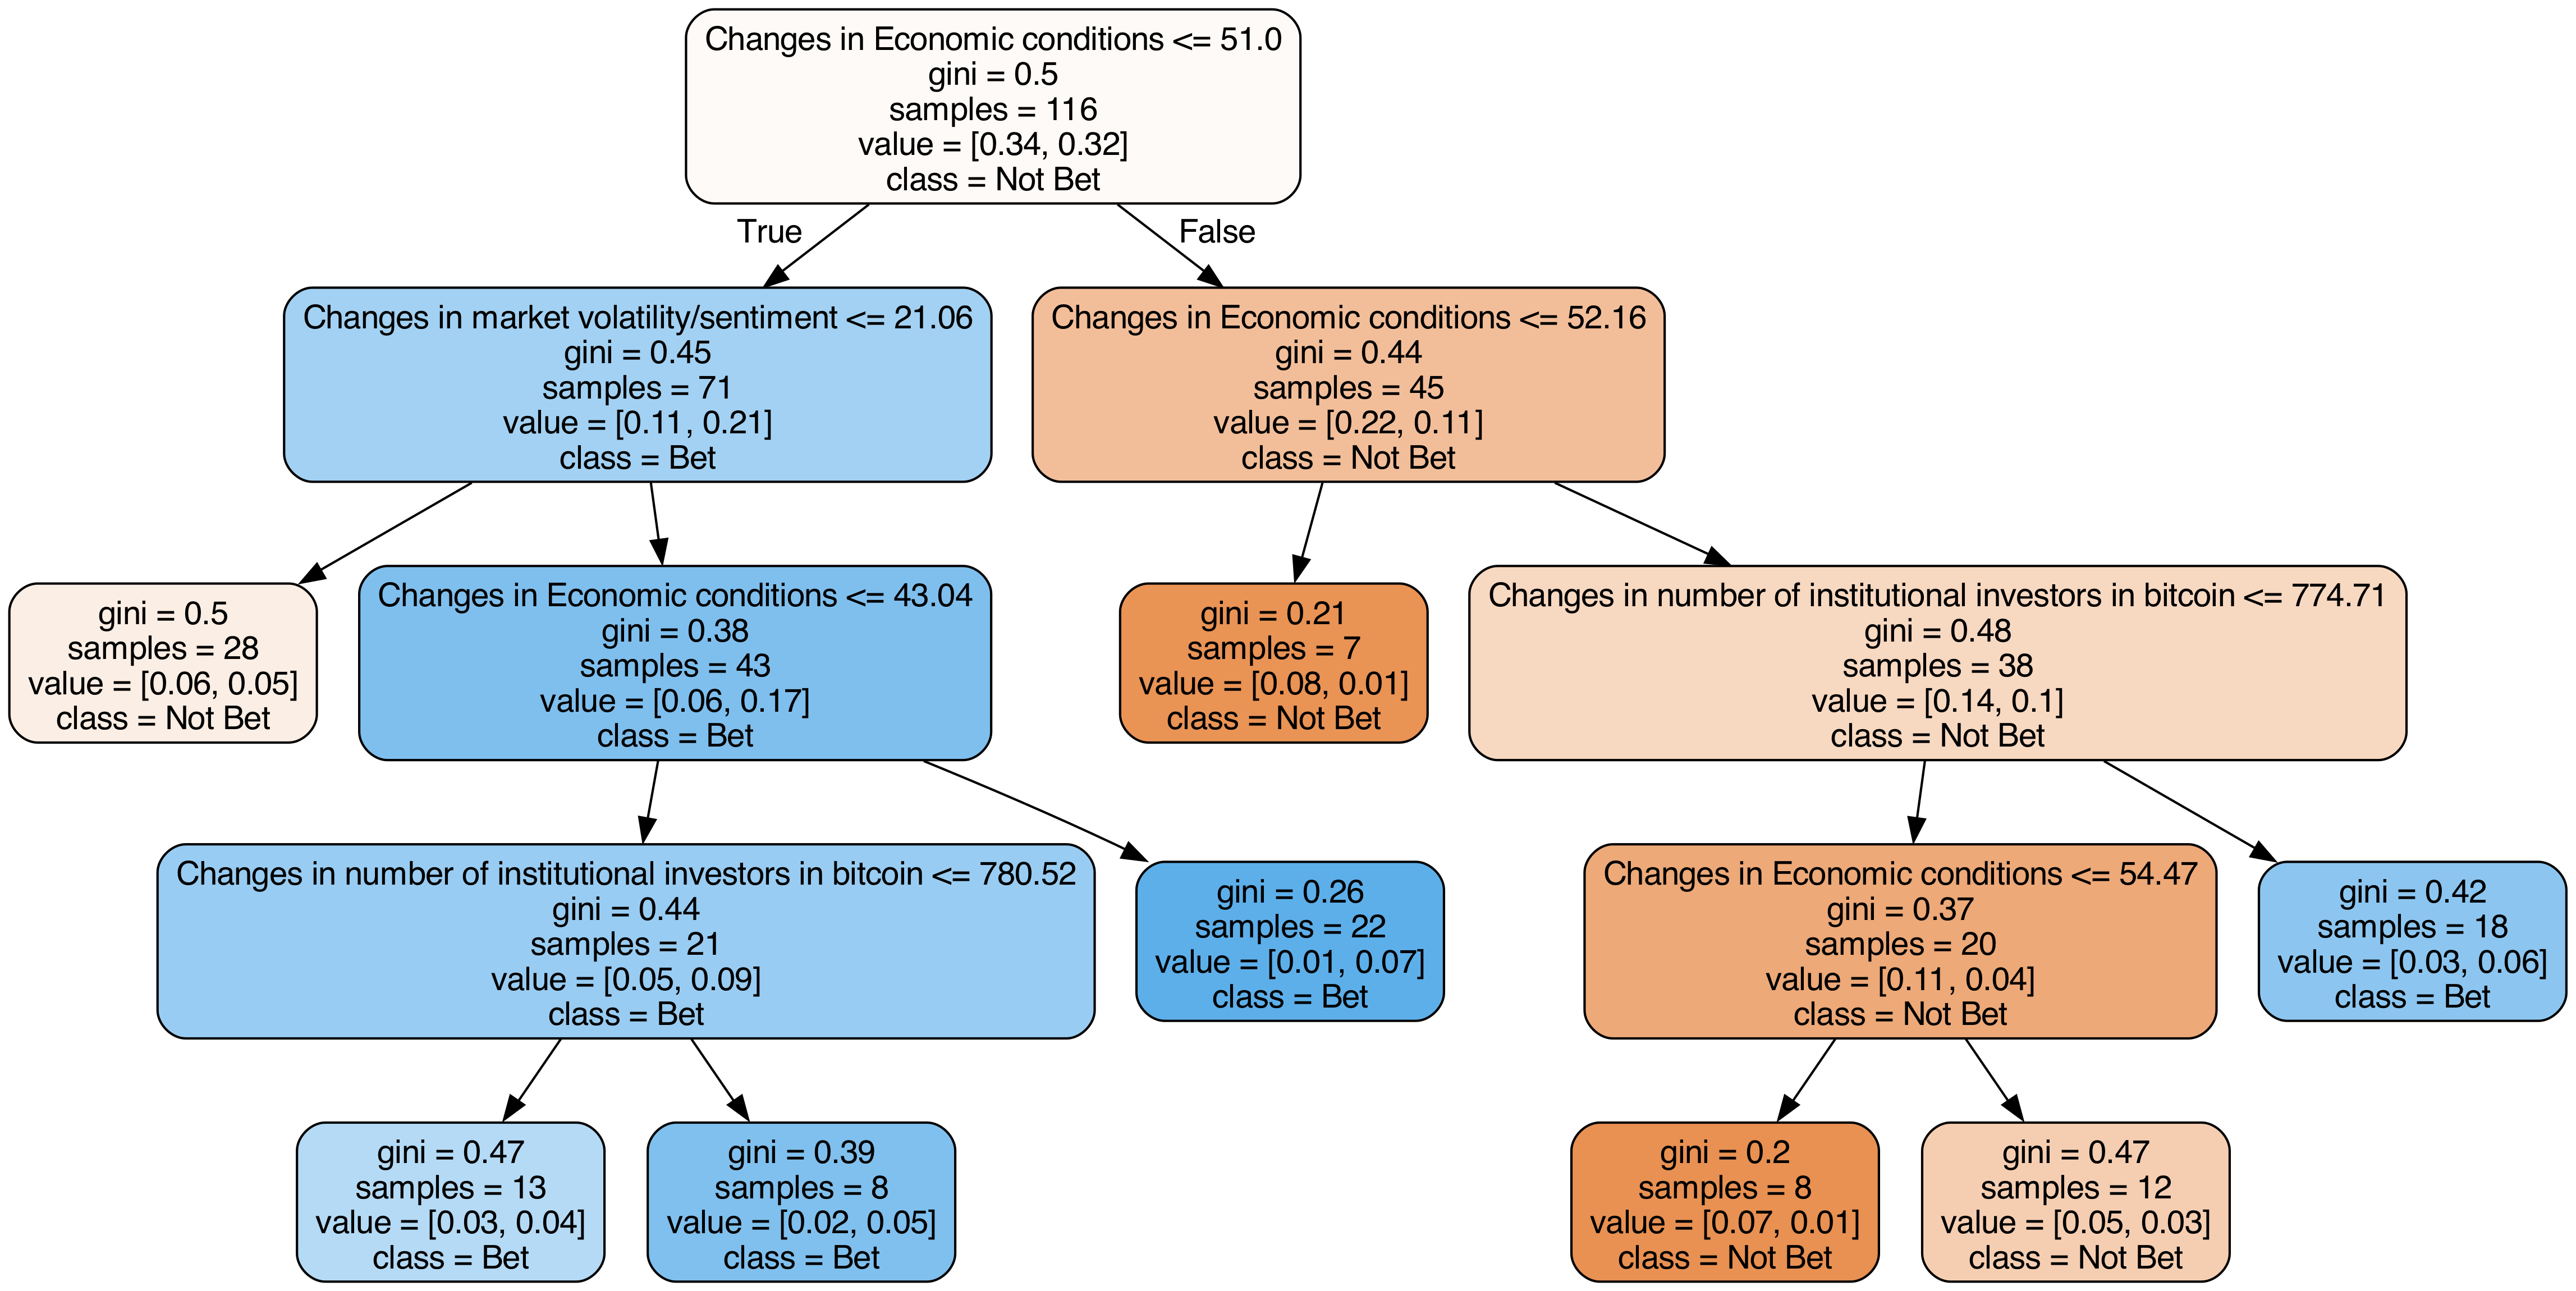 Changes in Economic conditions <= 51.0
gini = 0.5
samples = 116
value = [0.34, 0.32]
class = Not Bet
True
False
Changes in market volatility/sentiment <= 21.06
gini = 0.45
samples = 71
value = [0.11, 0.21]
class = Bet
Changes in Economic conditions <= 52.16
gini = 0.44
samples = 45
value = [0.22, 0.11]
class = Not Bet
gini = 0.5
samples = 28
value = [0.06, 0.05]
class = Not Bet
Changes in Economic conditions <= 43.04
gini = 0.38
samples = 43
value = [0.06, 0.17]
class = Bet
gini = 0.21
samples = 7
value = [0.08, 0.01]
class = Not Bet
Changes in number of institutional investors in bitcoin <= 774.71
gini = 0.48
samples = 38
value = [0.14, 0.1]
class = Not Bet
Changes in number of institutional investors in bitcoin <= 780.52
gini = 0.44
samples = 21
value = [0.05, 0.09]
class = Bet
gini = 0.26
samples = 22
value = [0.01, 0.07]
class = Bet
Changes in Economic conditions <= 54.47
gini = 0.37
samples = 20
value = [0.11, 0.04]
class = Not Bet
gini = 0.42
samples = 18
value = [0.03, 0.06]
class = Bet
gini = 0.47
samples = 13
value = [0.03, 0.04]
class = Bet
gini = 0.39
samples = 8
value = [0.02, 0.05]
class = Bet
gini = 0.2
samples = 8
value = [0.07, 0.01]
class = Not Bet
gini = 0.47
samples = 12
value = [0.05, 0.03]
class = Not Bet